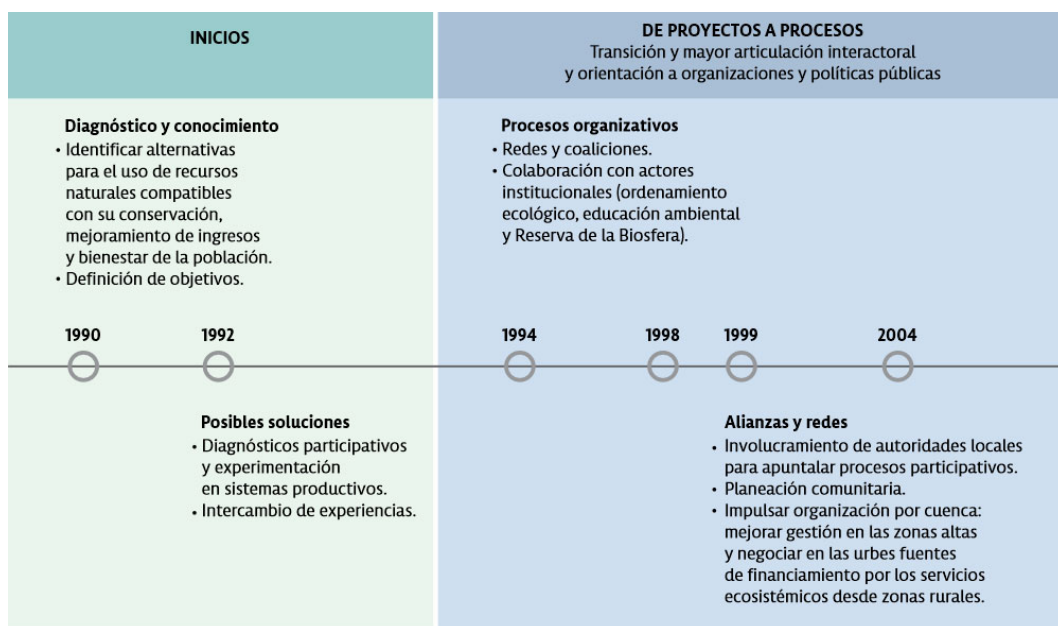 INICIOS
DE PROYECTOS A PROCESOS
Transición y mayor articulación interactoral
y orientación a organizaciones y políticas públicas
Diagnóstico y conocimiento
• Identificar alternativas
para el uso de recursos
naturales compatibles
con su conservación,
mejoramiento de ingresos
y bienestar de la población.
• Definición de objetivos.
Procesos organizativos
• Redes y coaliciones.
• Colaboración con actores
institucionales (ordenamiento
ecológico, educación ambiental
y Reserva de la Biosfera).
1990
1992
1994
1998
1999
2004
Posibles soluciones
• Diagnósticos participativos
y experimentación
en sistemas productivos.
• Intercambio de experiencias.
Alianzas y redes
• Involucramiento de autoridades locales
para apuntalar procesos participativos.
• Planeación comunitaria.
• Impulsar organización por cuenca:
mejorar gestión en las zonas altas
y negociar en las urbes fuentes
de financiamiento por los servicios
ecosistémicos desde zonas rurales.